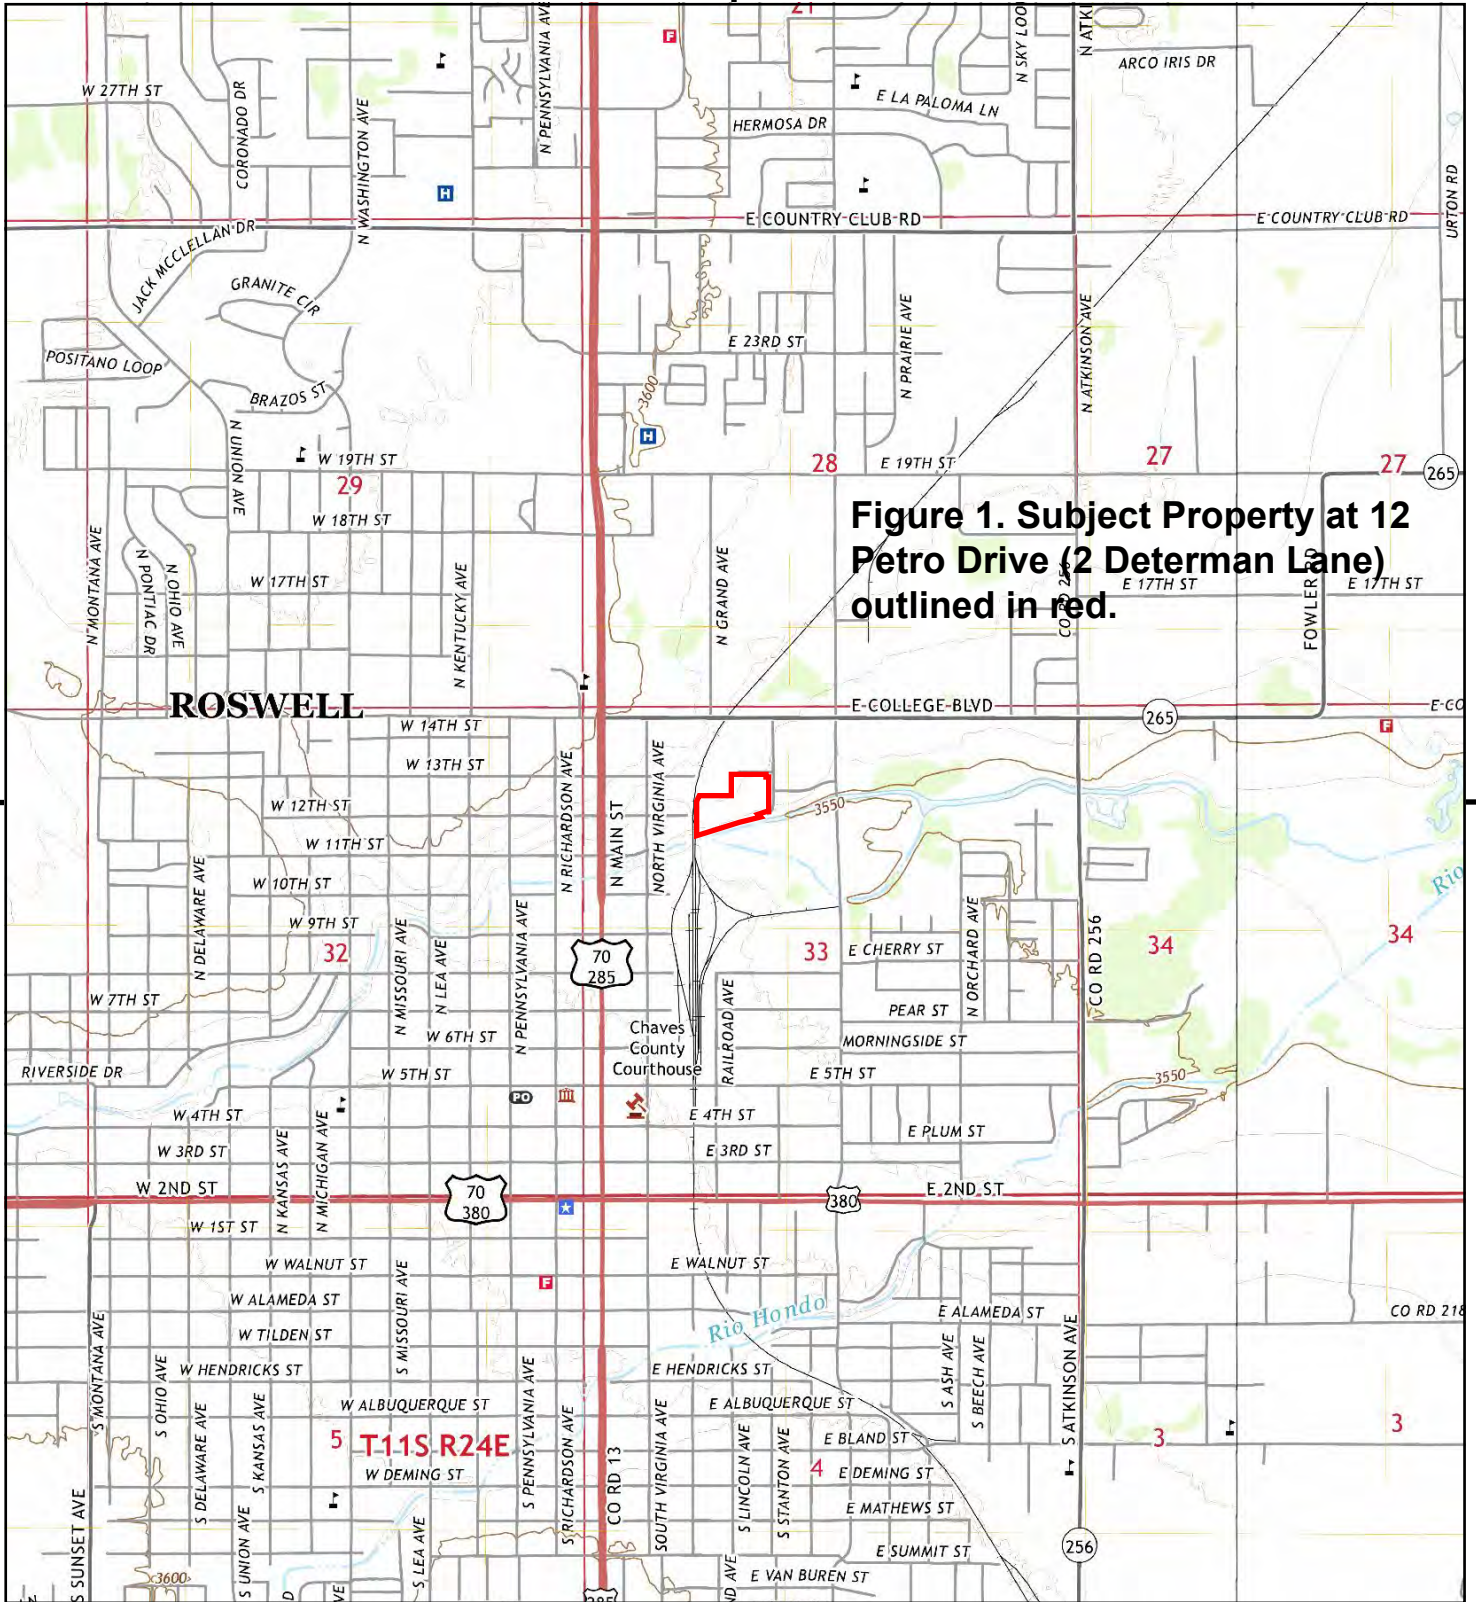 21
W 27TH ST
CORONADO DR
N WASHINGTON AVE
N PENNSYLVANIA AVE
F
N SKY LOO
N ATKI
ARCO IRIS DR
E LA PALOMA LN
HERMOSA DR
H
JACK MCCLELLAN DR
E COUNTRY CLUB RD
E COUNTRY CLUB RD
URTON RD
GRANITE CIR
POSITANO LOOP
BRAZOS ST
E 23RD ST
N PRAIRIE AVE
N ATKINSON AVE
3600
H
N UNION AVE
W 19TH ST
29
28
E 19TH ST
27
27
265
W 18TH ST
Figure 1. Subject Property at 12
Petro Drive (2 Determan Lane)
outlined in red.
N MONTANA AVE
N PONTIAC DR
N OHIO AVE
W 17TH ST
N KENTUCKY AVE
N GRAND AVE
CO RD 256
E 17TH ST
FOWLER RD
E 17TH ST
ROSWELL
W 14TH ST
E COLLEGE BLVD
265
E CO
F
W 13TH ST
N RICHARDSON AVE
N MAIN ST
NORTH VIRGINIA AVE
W 12TH ST
3550
W 11TH ST
N DELAWARE AVE
W 10TH ST
Rio
W 9TH ST
32
N MISSOURI AVE
N LEA AVE
N PENNSYLVANIA AVE
70
285
33
E CHERRY ST
N ORCHARD AVE
CO RD 256
34
34
W 7TH ST
PEAR ST
W 6TH ST
Chaves
County
Courthouse
RAILROAD AVE
MORNINGSIDE ST
RIVERSIDE DR
W 5TH ST
E 5TH ST
3550
PO
W 4TH ST
E 4TH ST
E PLUM ST
W 3RD ST
N KANSAS AVE
N MICHIGAN AVE
E 3RD ST
W 2ND ST
70
380
380
E 2ND ST
W 1ST ST
W WALNUT ST
E WALNUT ST
F
W ALAMEDA ST
S MISSOURI AVE
Rio Hondo
E ALAMEDA ST
CO RD 218
W TILDEN ST
S MONTANA AVE
W HENDRICKS ST
E HENDRICKS ST
S ASH AVE
S BEECH AVE
S ATKINSON AVE
S OHIO AVE
W ALBUQUERQUE ST
E ALBUQUERQUE ST
S DELAWARE AVE
S KANSAS AVE
5
T11S R24E
S PENNSYLVANIA AVE
S RICHARDSON AVE
CO RD 13
SOUTH VIRGINIA AVE
S LINCOLN AVE
S STANTON AVE
E BLAND ST
3
3
W DEMING ST
4
E DEMING ST
S SUNSET AVE
S UNION AVE
S LEA AVE
E MATHEWS ST
E SUMMIT ST
256
3600
D
VE
285
ND AVE
E VAN BUREN ST